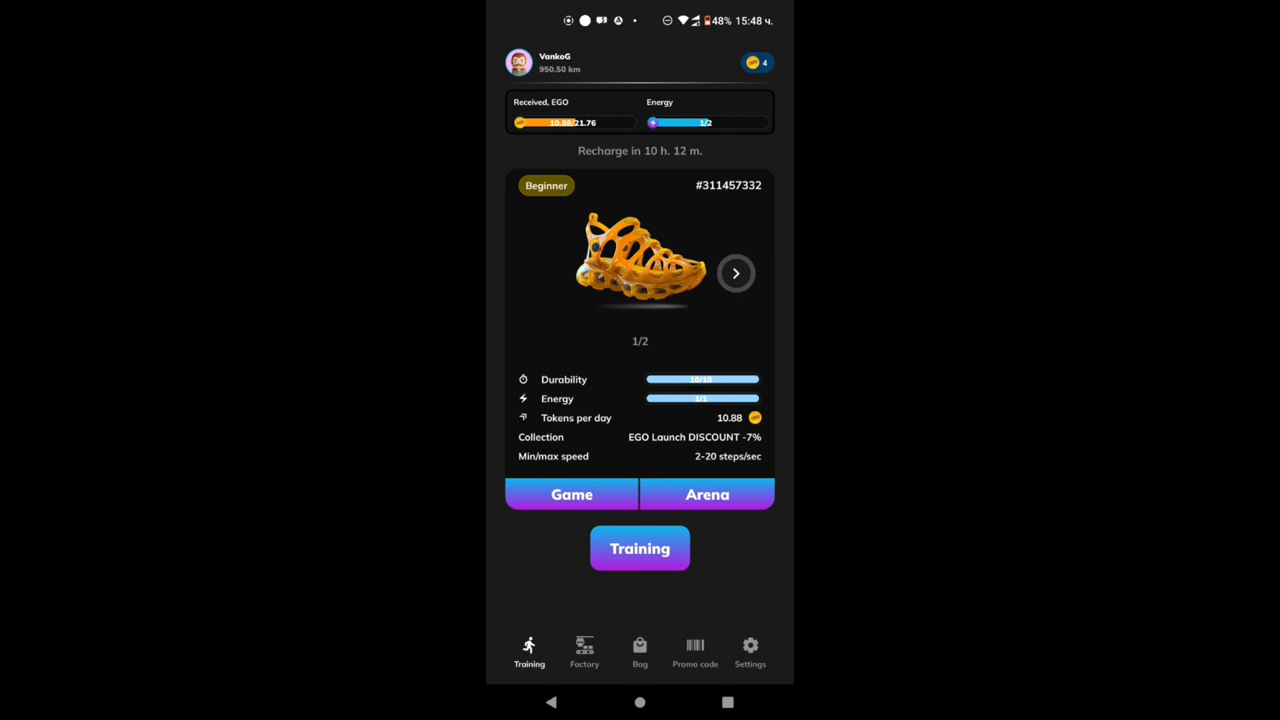 48% 15:48 ч.
VankoG
950.50 km
4
Received, EGO
Energy
10.88/21.76
1/2
Recharge in 10 h. 12 m.
Beginner
#311457332
1/2
Durability
10/10
Energy
1/1
Tokens per day
10.88
Collection
EGO Launch DISCOUNT -7%
Min/max speed
2-20 steps/sec
Game
Arena
Training
Training
Factory
Bag
Promo code
Settings